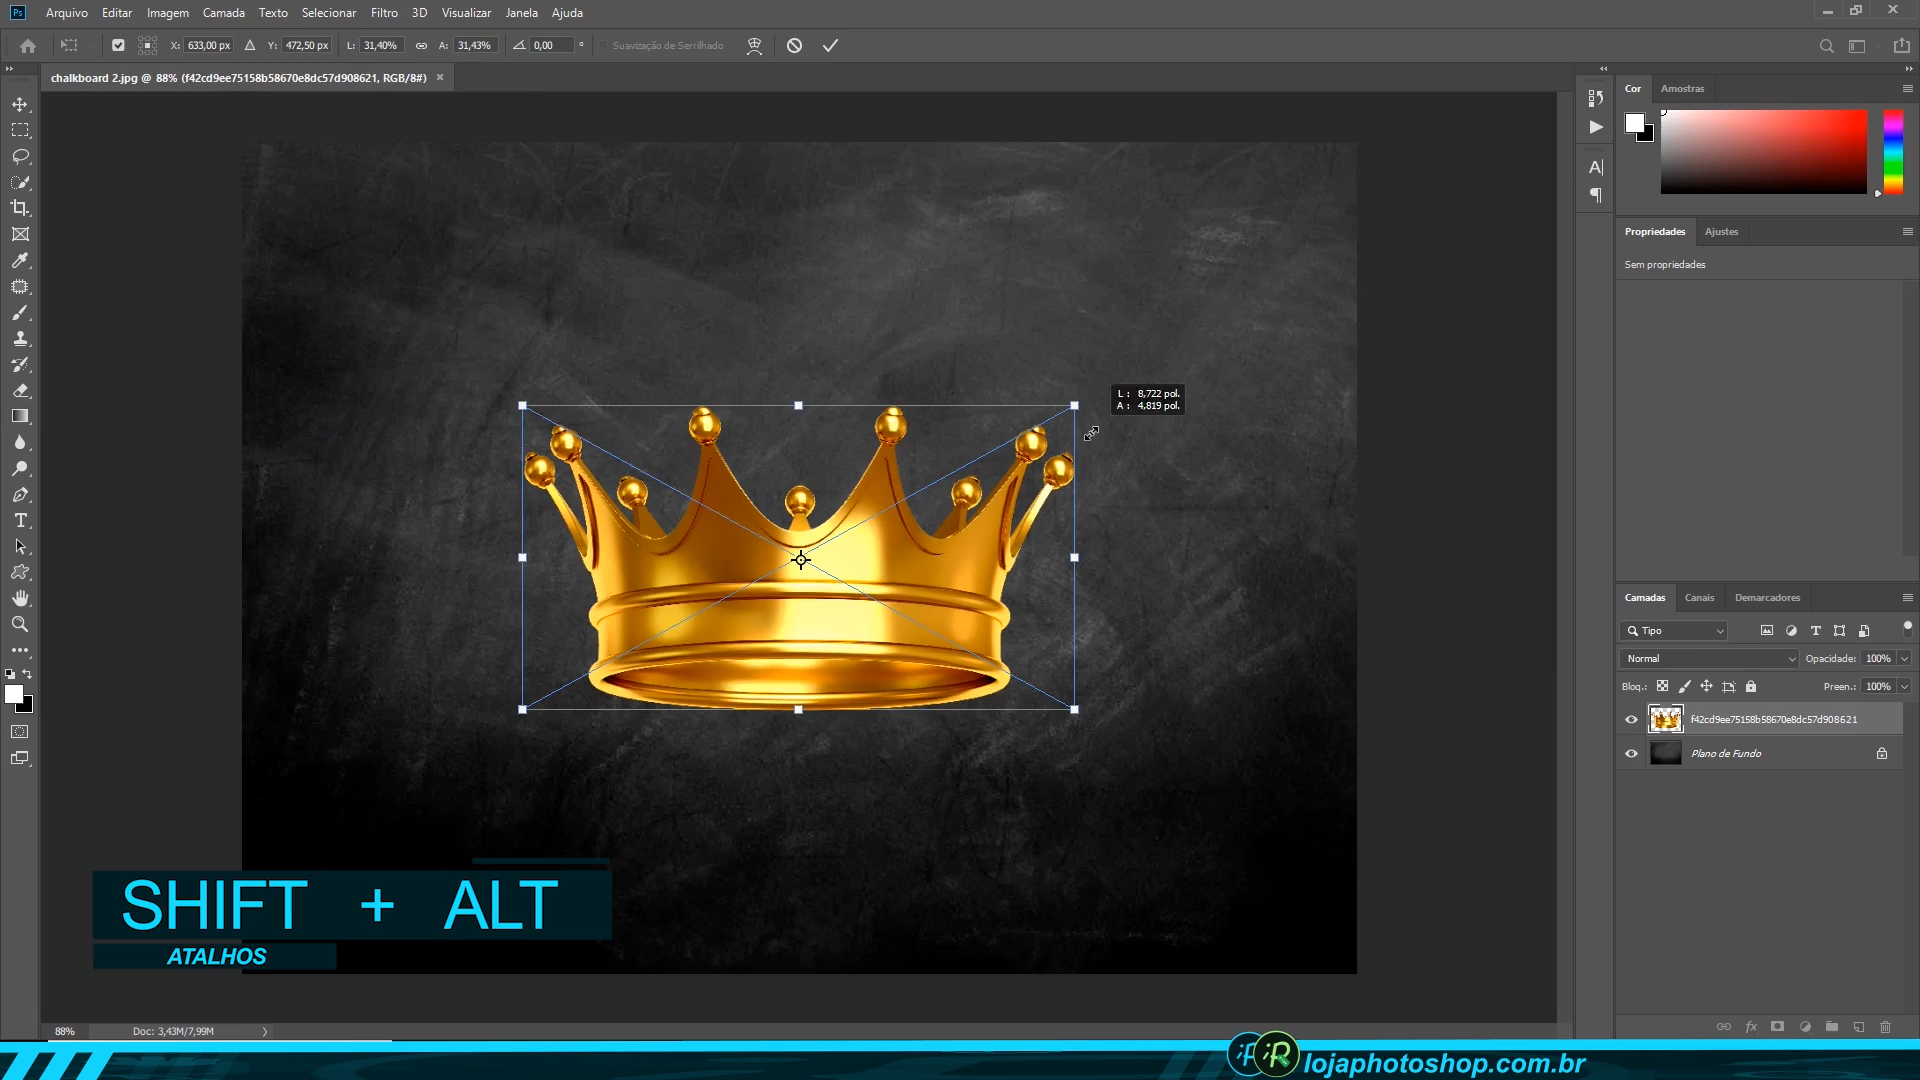 Ps Arquivo Editar Imagem Camada Texto Selecionar Filtro 3D Visualizar Janela Ajuda
X: 633,00 px Y: 472,50 px L: 31,40% A: 31,43% 0,00 ° Suavização de Serrilhado
chalkboard 2.jpg @ 88% (f42cd9ee75158b58670e8dc57d908621, RGB/8#) ×
Cor Amostras
Propriedades Ajustes
Sem propriedades
L : 8,722 pol.
A : 4,819 pol.
Camadas Canais Demarcadores
Tipo
Normal Opacidade: 100%
Bloq.: Preen.: 100%
f42cd9ee75158b58670e8dc57d908621
Plano de Fundo
SHIFT + ALT
ATALHOS
88% Doc: 3,43M/7,99M
fx
iR lojaphotoshop.com.br